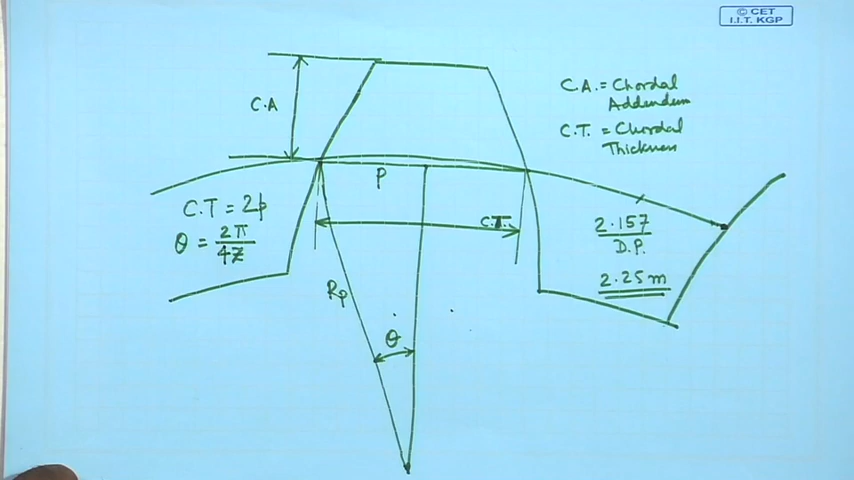 © CET
I.I.T. KGP
C.A
C.A. = Chordal
Addendum
C.T. = Chordal
Thickness
p
C.T = 2p
θ = 2π/4Z
C.T.
2.157/D.P.
2.25 m
Rp
θ